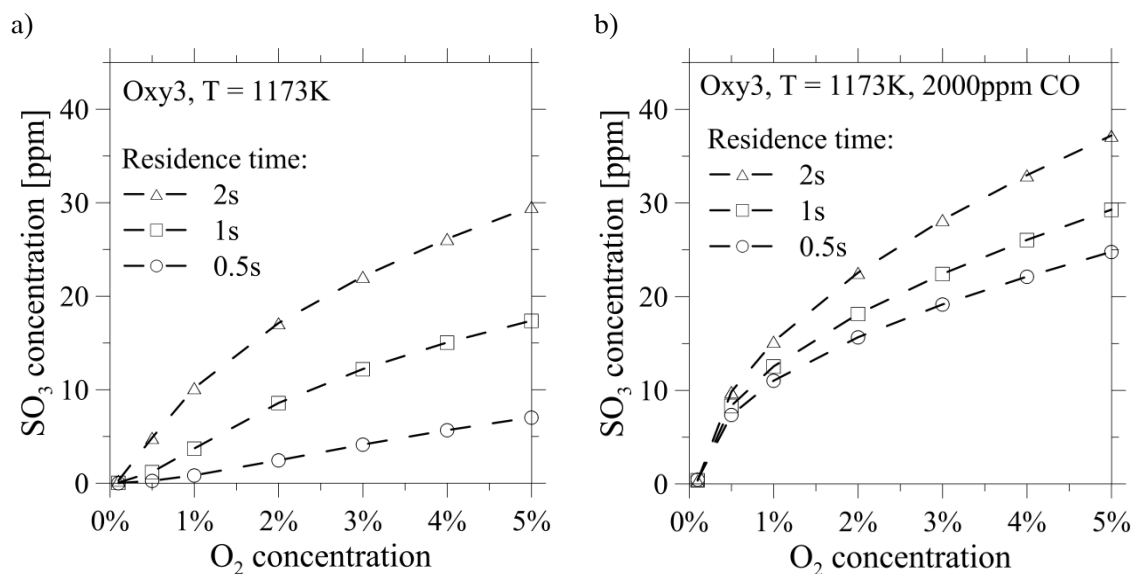 a)
Oxy3, T = 1173K
Residence time:
2s
1s
0.5s
SO₃ concentration [ppm]
40
30
20
10
0
0% 1% 2% 3% 4% 5%
O₂ concentration
b)
Oxy3, T = 1173K, 2000ppm CO
Residence time:
2s
1s
0.5s
SO₃ concentration [ppm]
40
30
20
10
0
0% 1% 2% 3% 4% 5%
O₂ concentration